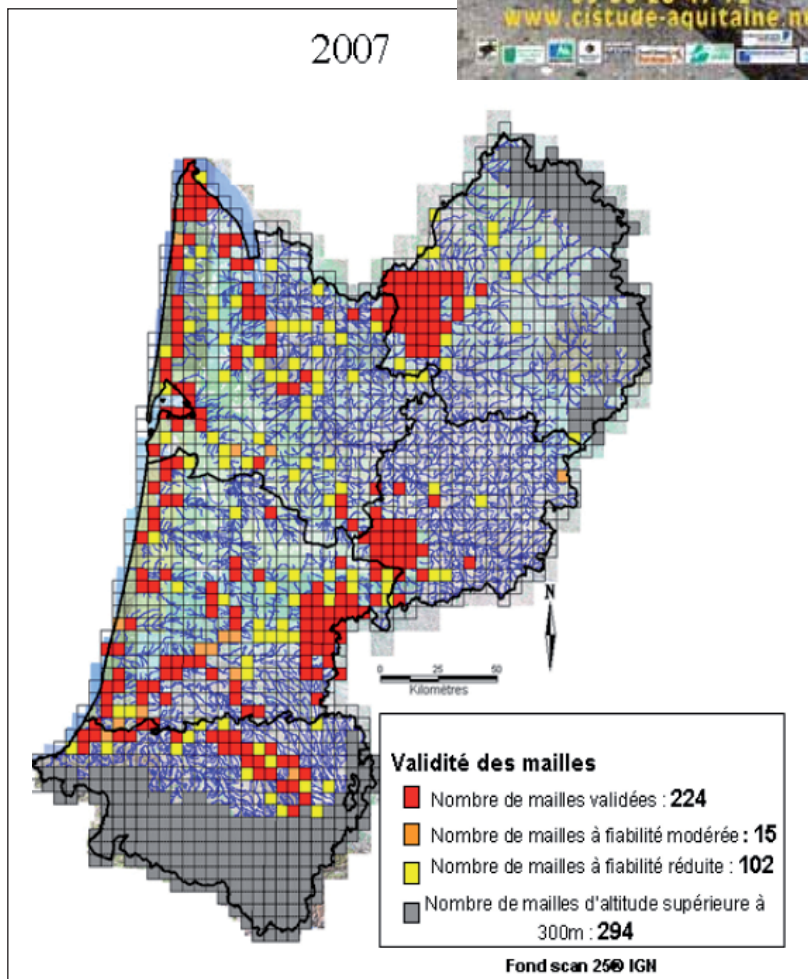 www.cistude-aquitaine.n
2007
N
0 25 50
Kilomètres
Validité des mailles
Nombre de mailles validées : 224
Nombre de mailles à fiabilité modérée : 15
Nombre de mailles à fiabilité réduite : 102
Nombre de mailles d'altitude supérieure à
300m : 294
Fond scan 25® IGN